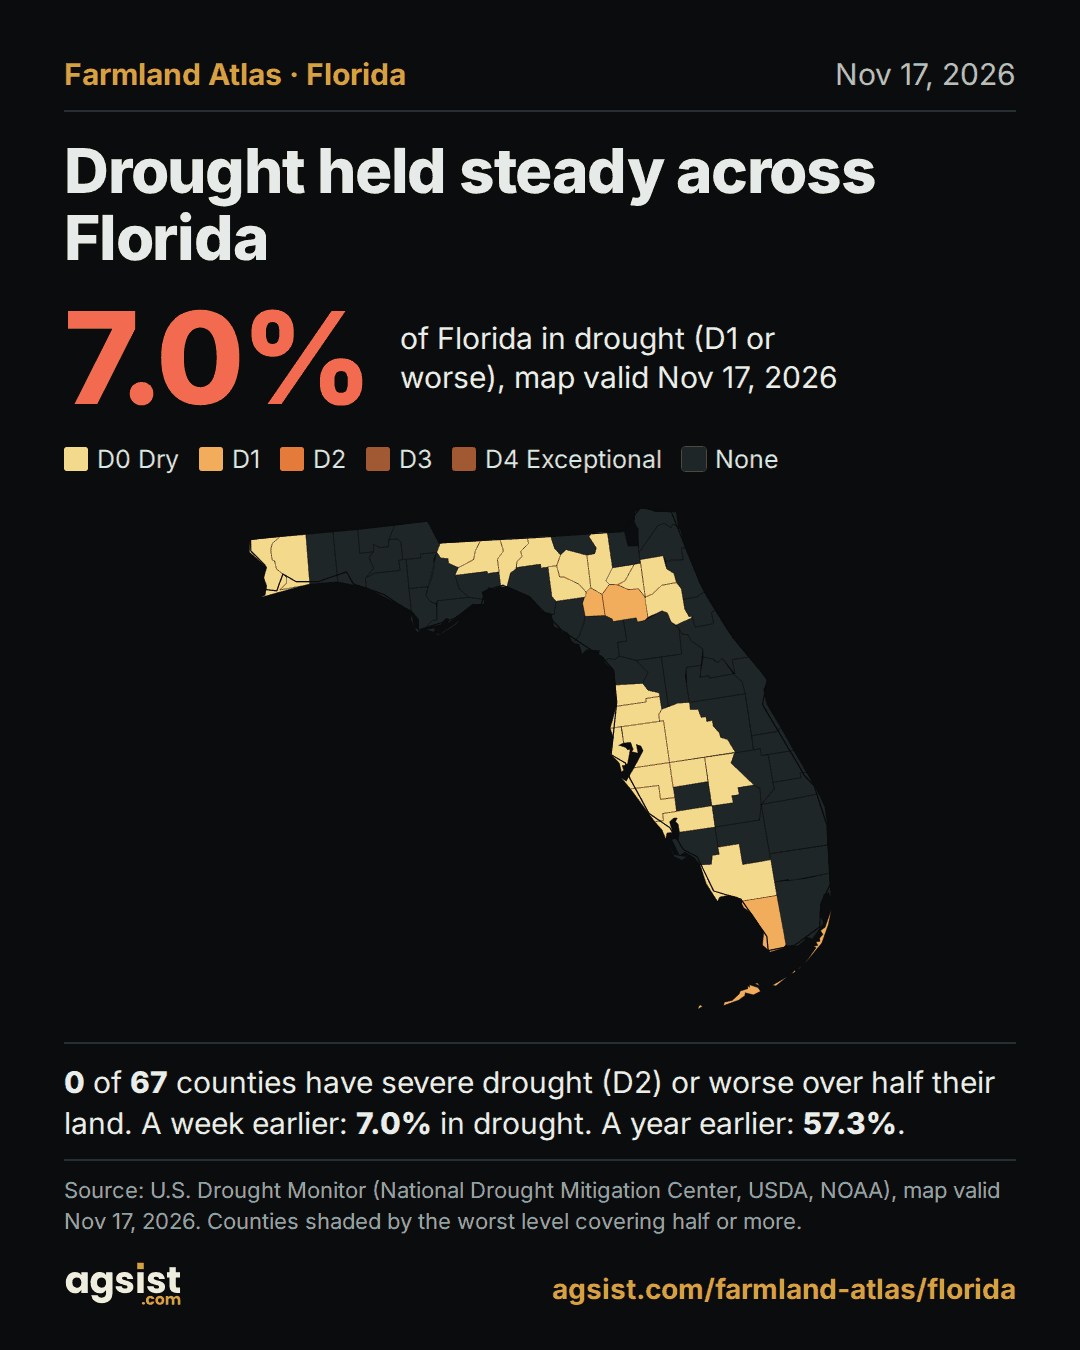 Farmland Atlas · Florida
Nov 17, 2026
Drought held steady across
Florida
7.0%
of Florida in drought (D1 or
worse), map valid Nov 17, 2026
D0 Dry
D1
D2
D3
D4 Exceptional
None
0 of 67 counties have severe drought (D2) or worse over half their
land. A week earlier: 7.0% in drought. A year earlier: 57.3%.
Source: U.S. Drought Monitor (National Drought Mitigation Center, USDA, NOAA), map valid
Nov 17, 2026. Counties shaded by the worst level covering half or more.
agsist
.com
agsist.com/farmland-atlas/florida